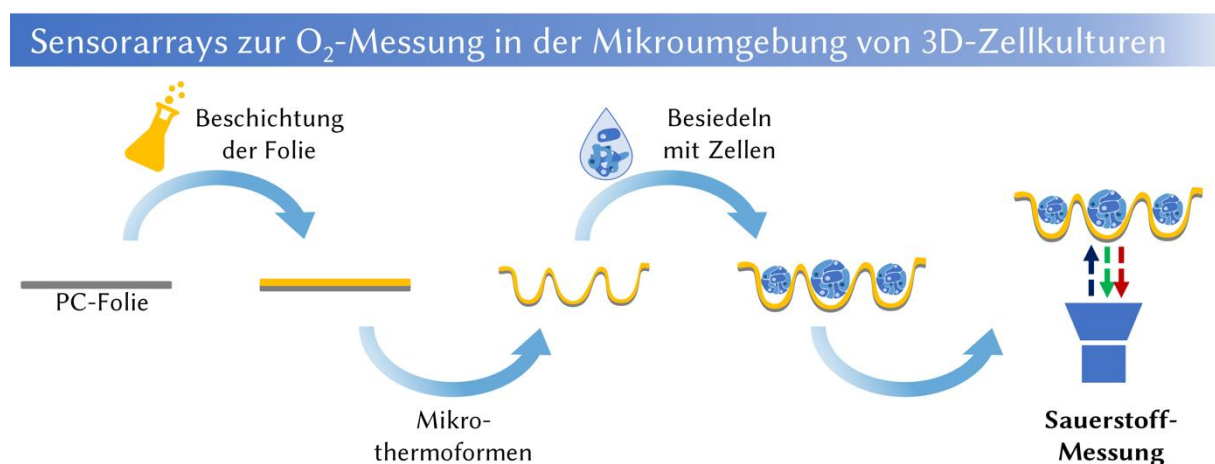 Sensorarrays zur O₂-Messung in der Mikroumgebung von 3D-Zellkulturen
Beschichtung
der Folie
Besiedeln
mit Zellen
PC-Folie
Mikro-
thermoformen
Sauerstoff-
Messung